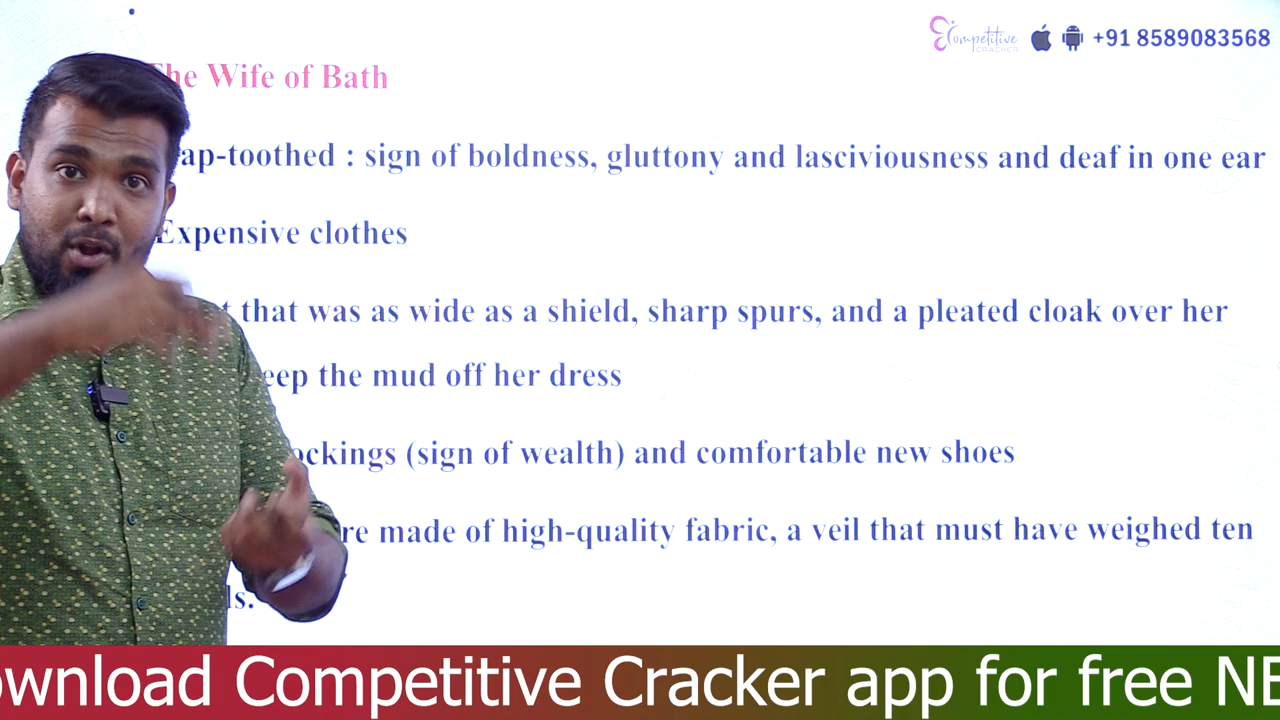 Competitive CRACKER +91 8589083568
The Wife of Bath
ap-toothed : sign of boldness, gluttony and lasciviousness and deaf in one ear
Expensive clothes
t that was as wide as a shield, sharp spurs, and a pleated cloak over her
eep the mud off her dress
ockings (sign of wealth) and comfortable new shoes
re made of high-quality fabric, a veil that must have weighed ten
ls.
ownload Competitive Cracker app for free NE